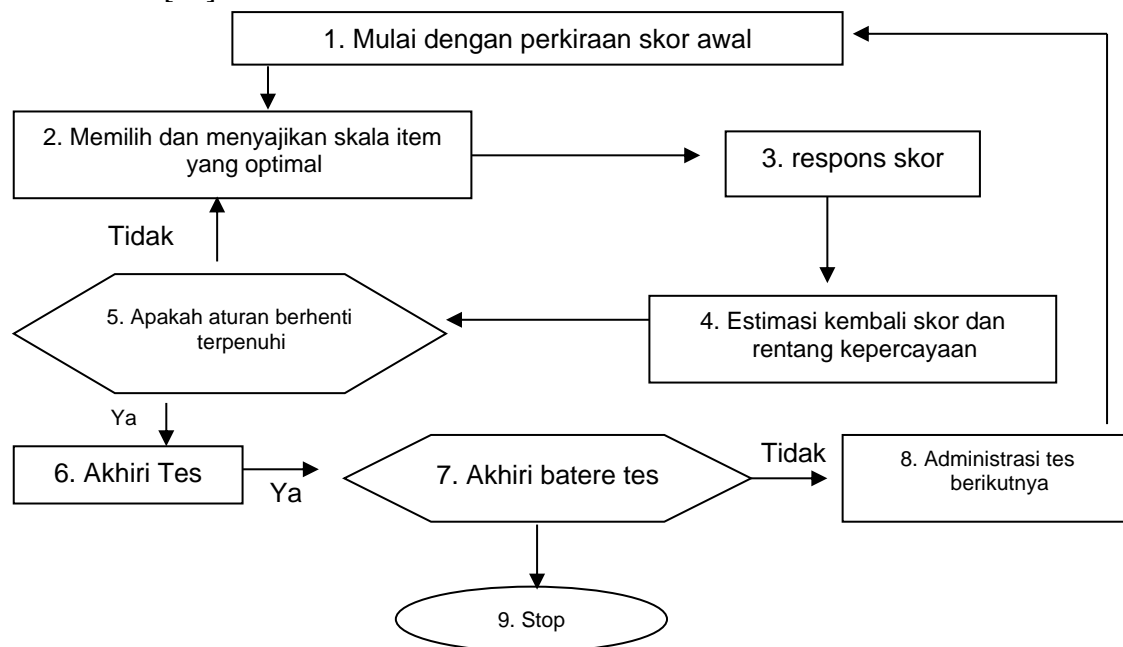 1. Mulai dengan perkiraan skor awal
2. Memilih dan menyajikan skala item
yang optimal
3. respons skor
Tidak
5. Apakah aturan berhenti
terpenuhi
4. Estimasi kembali skor dan
rentang kepercayaan
Ya
6. Akhiri Tes
Ya
7. Akhiri batere tes
Tidak
8. Administrasi tes
berikutnya
9. Stop